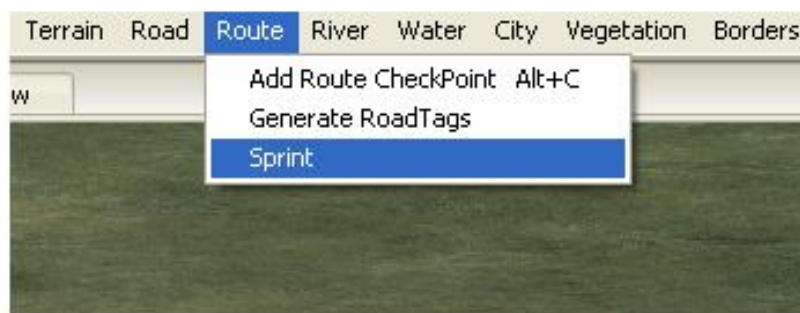 Terrain Road Route River Water City Vegetation Borders
w
Add Route CheckPoint Alt+C
Generate RoadTags
Sprint